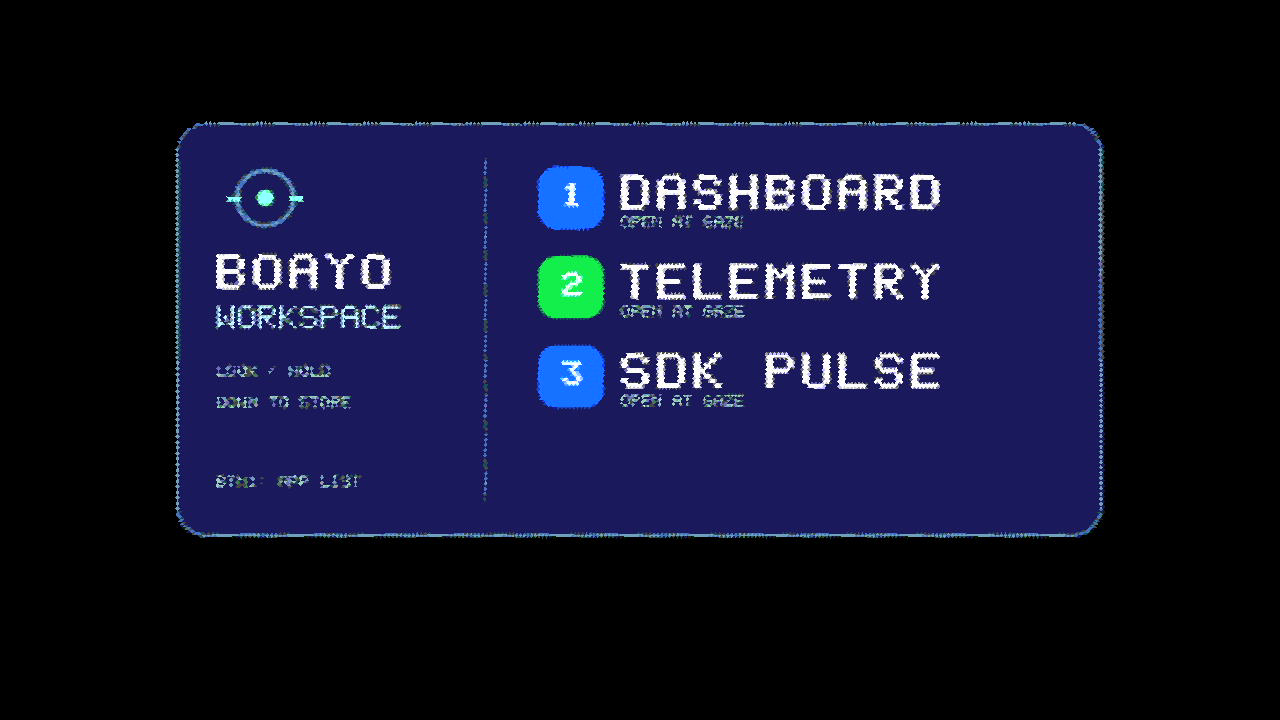 BOAYO
WORKSPACE
LOOK / HOLD
DOWN TO STORE
BTN1: APP LIST
1 DASHBOARD
OPEN AT GAZE
2 TELEMETRY
OPEN AT GAZE
3 SDK PULSE
OPEN AT GAZE